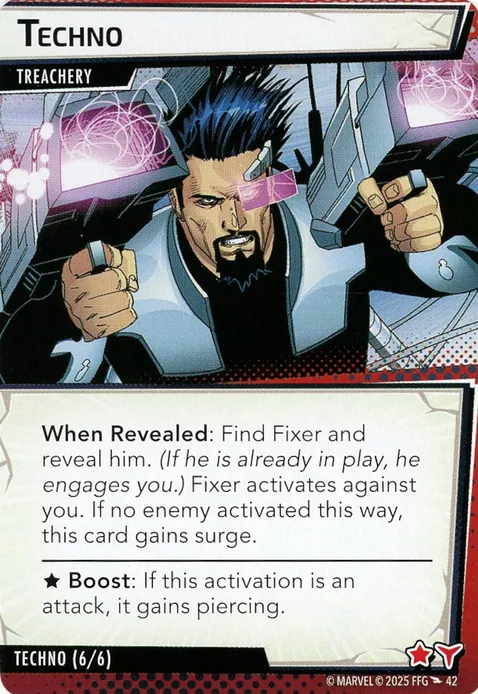 TECHNO
TREACHERY
When Revealed: Find Fixer and
reveal him. (If he is already in play, he
engages you.) Fixer activates against
you. If no enemy activated this way,
this card gains surge.
★ Boost: If this activation is an
attack, it gains piercing.
TECHNO (6/6)
© MARVEL © 2025 FFG 42